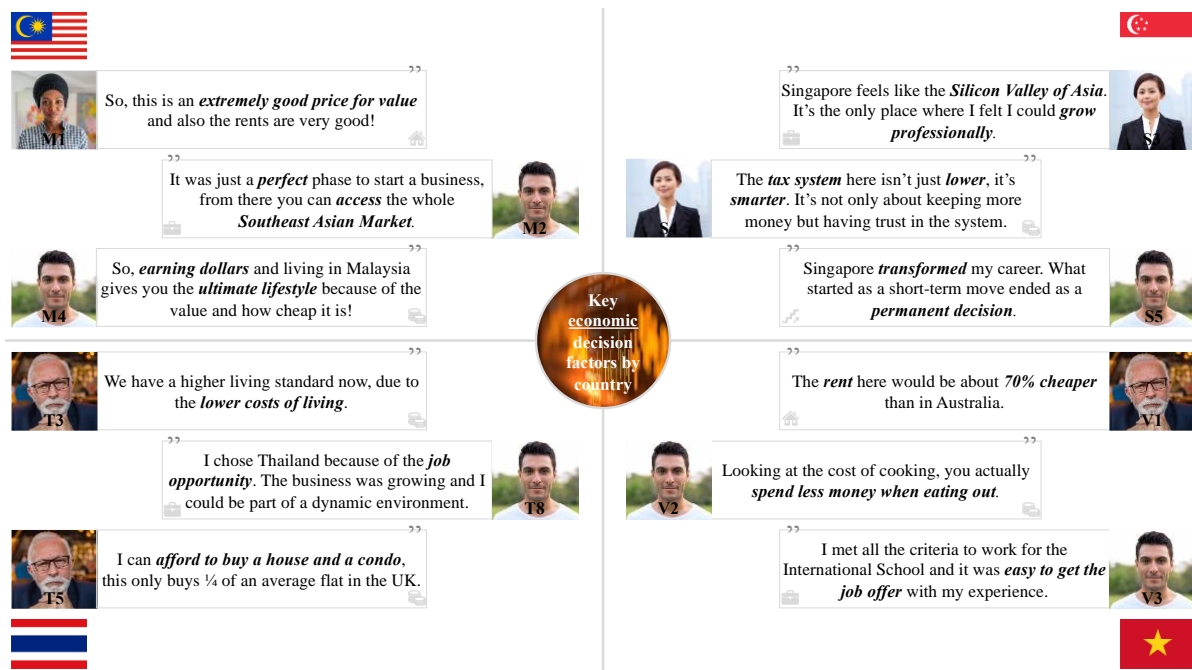 So, this is an extremely good price for value
and also the rents are very good!
M1
It was just a perfect phase to start a business,
from there you can access the whole
Southeast Asian Market.
M2
So, earning dollars and living in Malaysia
gives you the ultimate lifestyle because of the
value and how cheap it is!
M4
Singapore feels like the Silicon Valley of Asia.
It’s the only place where I felt I could grow
professionally.
The tax system here isn’t just lower, it’s
smarter. It’s not only about keeping more
money but having trust in the system.
Singapore transformed my career. What
started as a short-term move ended as a
permanent decision.
S5
Key
economic
decision
factors by
country
We have a higher living standard now, due to
the lower costs of living.
T3
I chose Thailand because of the job
opportunity. The business was growing and I
could be part of a dynamic environment.
T8
I can afford to buy a house and a condo,
this only buys ¼ of an average flat in the UK.
T5
The rent here would be about 70% cheaper
than in Australia.
V1
Looking at the cost of cooking, you actually
spend less money when eating out.
V2
I met all the criteria to work for the
International School and it was easy to get the
job offer with my experience.
V3